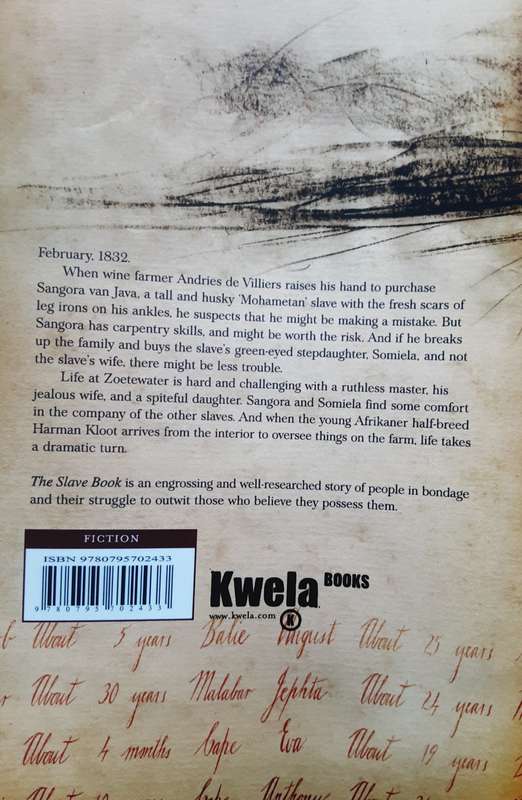 February, 1832.
When wine farmer Andries de Villiers raises his hand to purchase
Sangora van Java, a tall and husky 'Mohametan' slave with the fresh scars of
leg irons on his ankles, he suspects that he might be making a mistake. But
Sangora has carpentry skills, and might be worth the risk. And if he breaks
up the family and buys the slave's green-eyed stepdaughter, Somiela, and not
the slave's wife, there might be less trouble.
Life at Zoetewater is hard and challenging with a ruthless master, his
jealous wife, and a spiteful daughter. Sangora and Somiela find some comfort
in the company of the other slaves. And when the young Afrikaner half-breed
Harman Kloot arrives from the interior to oversee things on the farm, life takes
a dramatic turn.
The Slave Book is an engrossing and well-researched story of people in bondage
and their struggle to outwit those who believe they possess them.
FICTION
ISBN 9780795702433
9 780795 702433
Kwela BOOKS
www.kwela.com K
About 5 years Batie August About 25 years
About 30 years Malabar Jephta About 24 years
About 4 months Cape Eva About 19 years
About Cape Anthony About